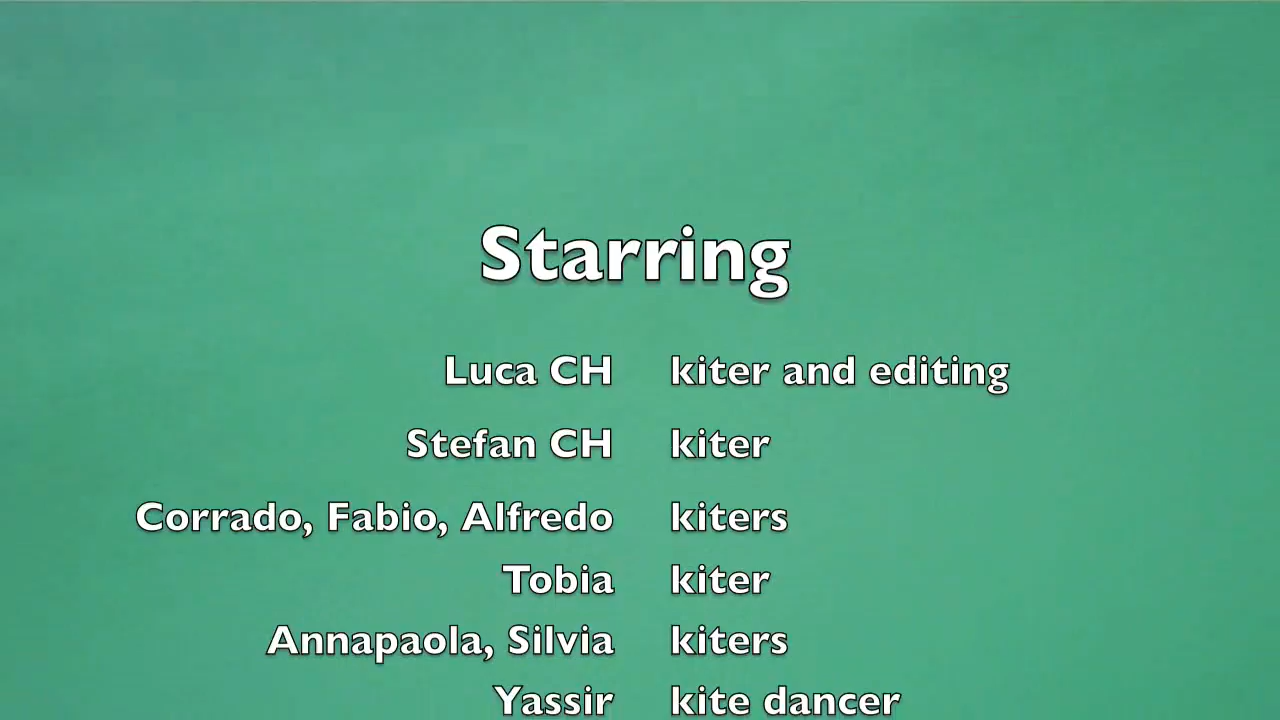 Starring
Luca CH kiter and editing
Stefan CH kiter
Corrado, Fabio, Alfredo kiters
Tobia kiter
Annapaola, Silvia kiters
Yassir kite dancer